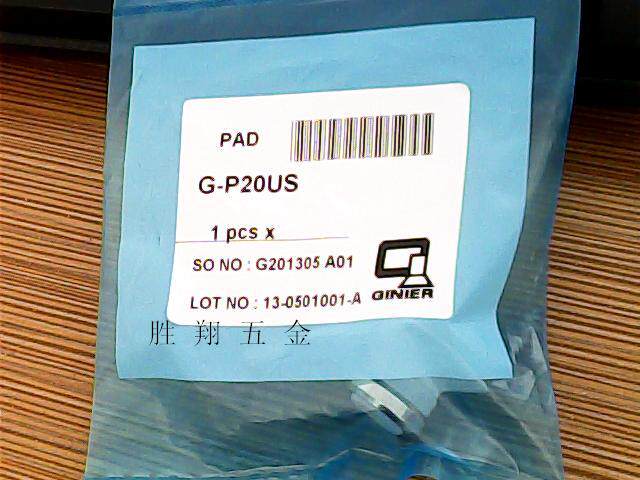 PAD
G-P20US
1 pcs x
SO NO : G201305 A01
GINIER
LOT NO : 13-0501001-A
胜翔五金